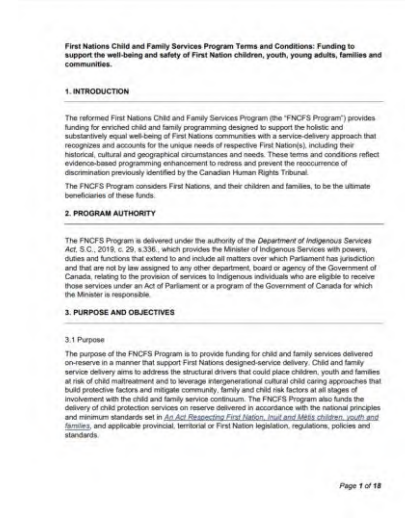 First Nations Child and Family Services Program Terms and Conditions: Funding to
support the well-being and safety of First Nation children, youth, young adults, families and
communities.
1. INTRODUCTION
The reformed First Nations Child and Family Services Program (the "FNCFS Program") provides
funding for enriched child and family programming designed to support the holistic and
substantively equal well-being of First Nations communities with a service-delivery approach that
recognizes and accounts for the unique needs of respective First Nation(s), including their
historical, cultural and geographical circumstances and needs. These terms and conditions reflect
evidence-based programming enhancement to redress and prevent the reoccurrence of
discrimination previously identified by the Canadian Human Rights Tribunal.
The FNCFS Program considers First Nations, and their children and families, to be the ultimate
beneficiaries of these funds.
2. PROGRAM AUTHORITY
The FNCFS Program is delivered under the authority of the Department of Indigenous Services
Act, S.C., 2019, c. 29, s.336., which provides the Minister of Indigenous Services with powers,
duties and functions that extend to and include all matters over which Parliament has jurisdiction
and that are not by law assigned to any other department, board or agency of the Government of
Canada, relating to the provision of services to Indigenous individuals who are eligible to receive
those services under an Act of Parliament or a program of the Government of Canada for which
the Minister is responsible.
3. PURPOSE AND OBJECTIVES
3.1 Purpose
The purpose of the FNCFS Program is to provide funding for child and family services delivered
on-reserve in a manner that support First Nations designed-service delivery. Child and family
service delivery aims to address the structural drivers that could place children, youth and families
at risk of child maltreatment and to leverage intergenerational cultural child caring approaches that
build protective factors and mitigate community, family and child risk factors at all stages of
involvement with the child and family service continuum. The FNCFS Program also funds the
delivery of child protection services on reserve delivered in accordance with the national principles
and minimum standards set in An Act Respecting First Nation, Inuit and Métis children, youth and
families, and applicable provincial, territorial or First Nation legislation, regulations, policies and
standards.
Page 1 of 18